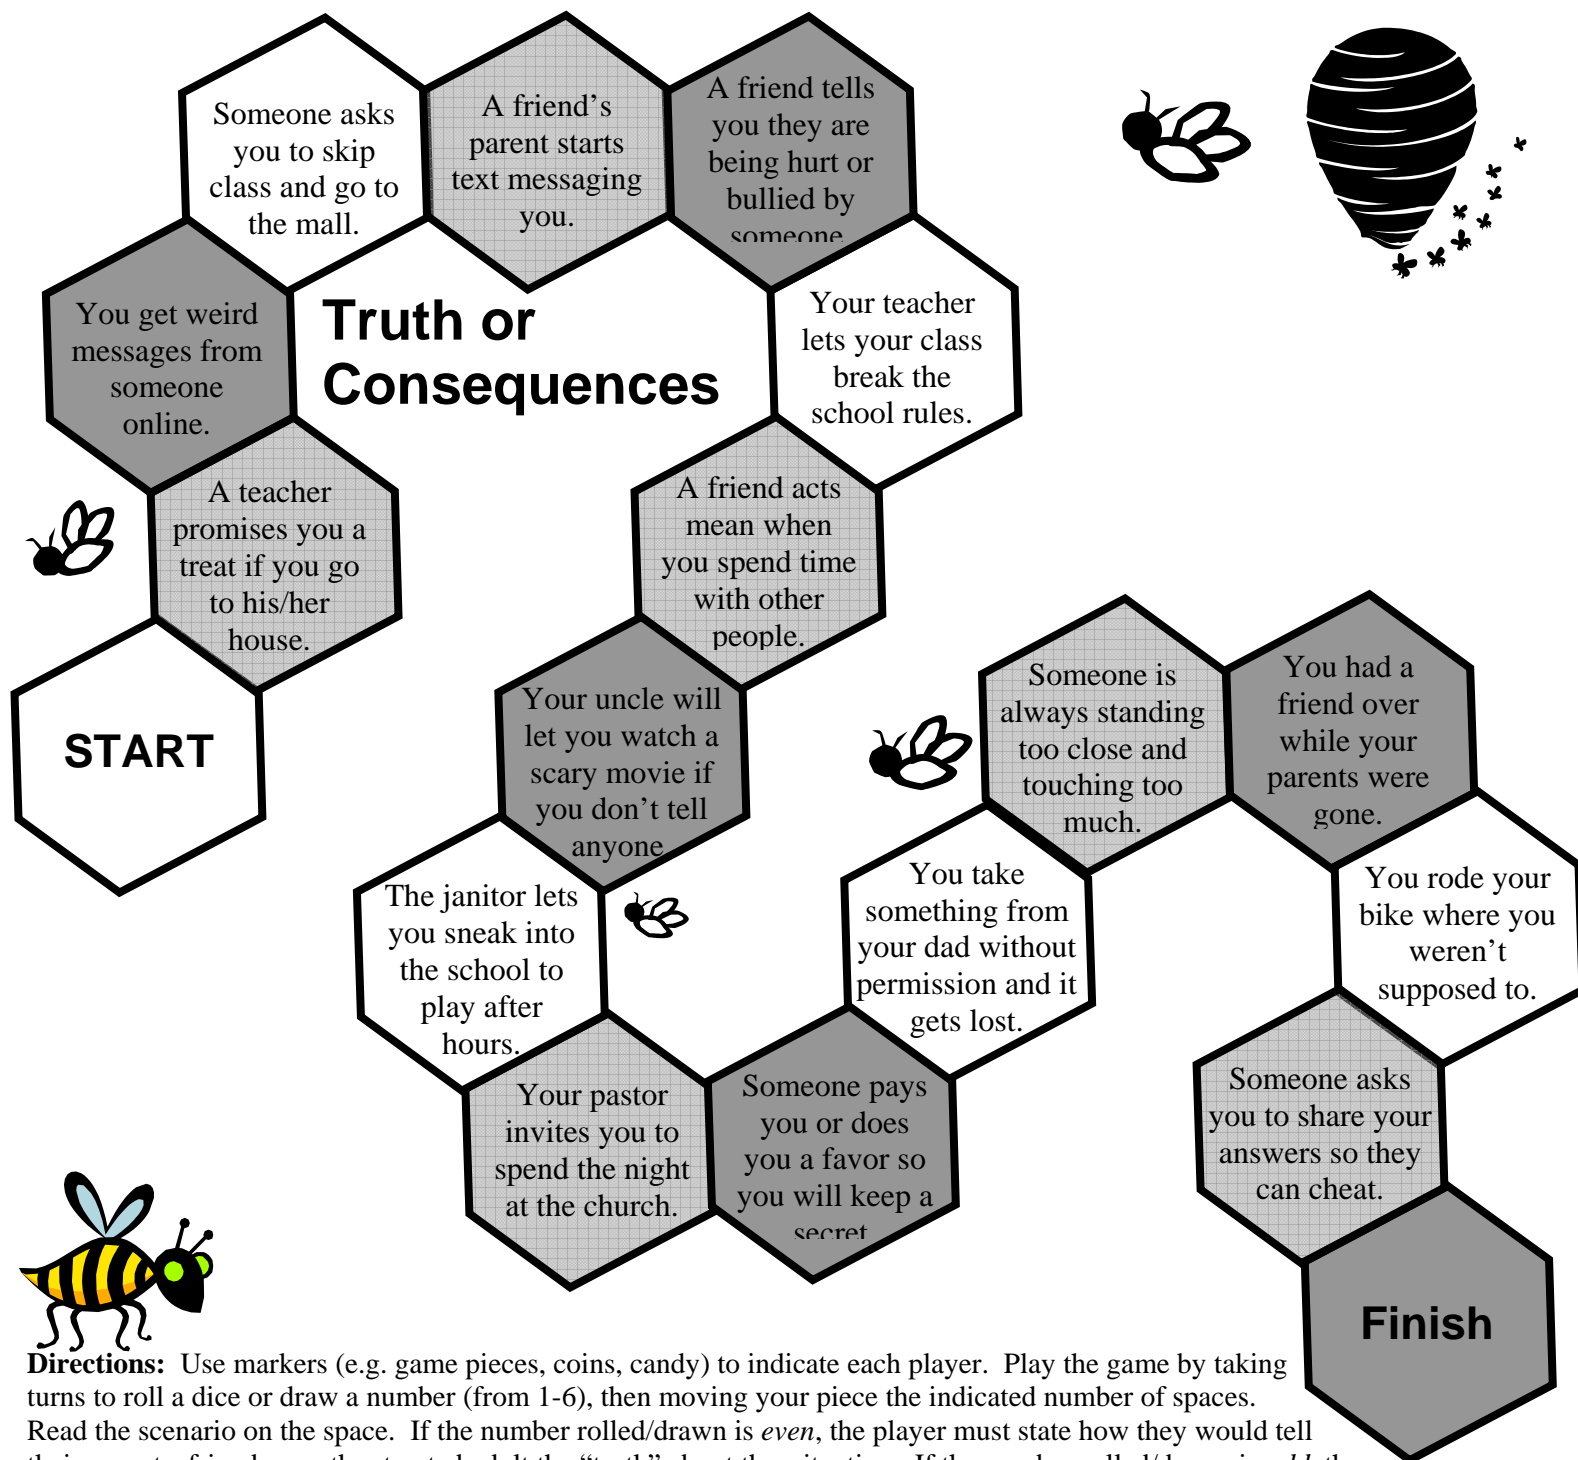 Someone asks
you to skip
class and go to
the mall.
A friend’s
parent starts
text messaging
you.
A friend tells
you they are
being hurt or
bullied by
someone
You get weird
messages from
someone
online.
Truth or
Consequences
Your teacher
lets your class
break the
school rules.
A teacher
promises you a
treat if you go
to his/her
house.
A friend acts
mean when
you spend time
with other
people.
START
Your uncle will
let you watch a
scary movie if
you don’t tell
anyone
Someone is
always standing
too close and
touching too
much.
You had a
friend over
while your
parents were
gone.
The janitor lets
you sneak into
the school to
play after
hours.
You take
something from
your dad without
permission and it
gets lost.
You rode your
bike where you
weren’t
supposed to.
Your pastor
invites you to
spend the night
at the church.
Someone pays
you or does
you a favor so
you will keep a
secret
Someone asks
you to share your
answers so they
can cheat.
Finish
Directions:  Use markers (e.g. game pieces, coins, candy) to indicate each player.  Play the game by taking
turns to roll a dice or draw a number (from 1-6), then moving your piece the indicated number of spaces.
Read the scenario on the space.  If the number rolled/drawn is even, the player must state how they would tell